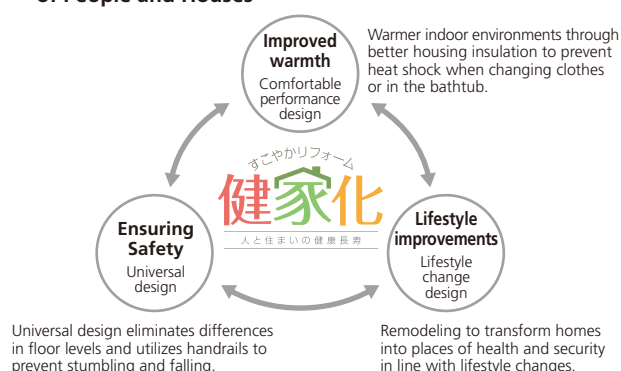 of People and Houses
Improved
warmth
Comfortable
performance
design
Warmer indoor environments through
better housing insulation to prevent
heat shock when changing clothes
or in the bathtub.
すこやかリフォーム
健家化
人と住まいの健康長寿
Ensuring
Safety
Universal
design
Lifestyle
improvements
Lifestyle
change
design
Universal design eliminates differences
in floor levels and utilizes handrails to
prevent stumbling and falling.
Remodeling to transform homes
into places of health and security
in line with lifestyle changes.